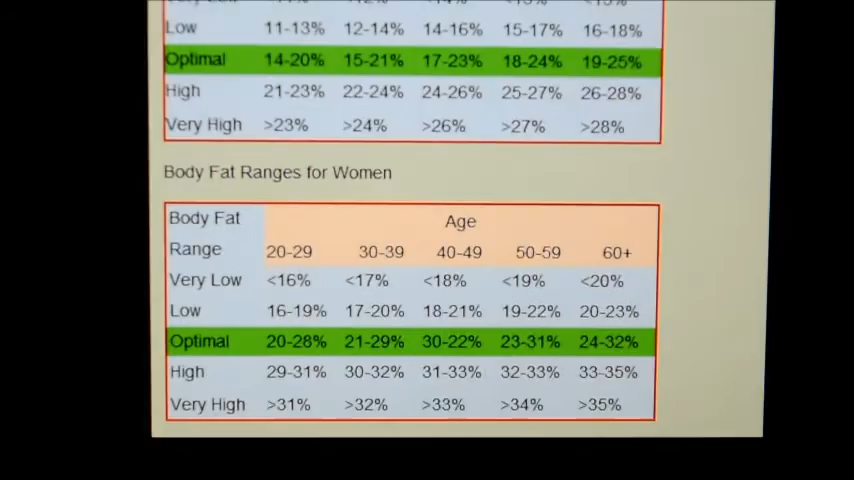 Low 11-13% 12-14% 14-16% 15-17% 16-18%
Optimal 14-20% 15-21% 17-23% 18-24% 19-25%
High 21-23% 22-24% 24-26% 25-27% 26-28%
Very High >23% >24% >26% >27% >28%
Body Fat Ranges for Women
Body Fat Age
Range 20-29 30-39 40-49 50-59 60+
Very Low <16% <17% <18% <19% <20%
Low 16-19% 17-20% 18-21% 19-22% 20-23%
Optimal 20-28% 21-29% 30-22% 23-31% 24-32%
High 29-31% 30-32% 31-33% 32-33% 33-35%
Very High >31% >32% >33% >34% >35%